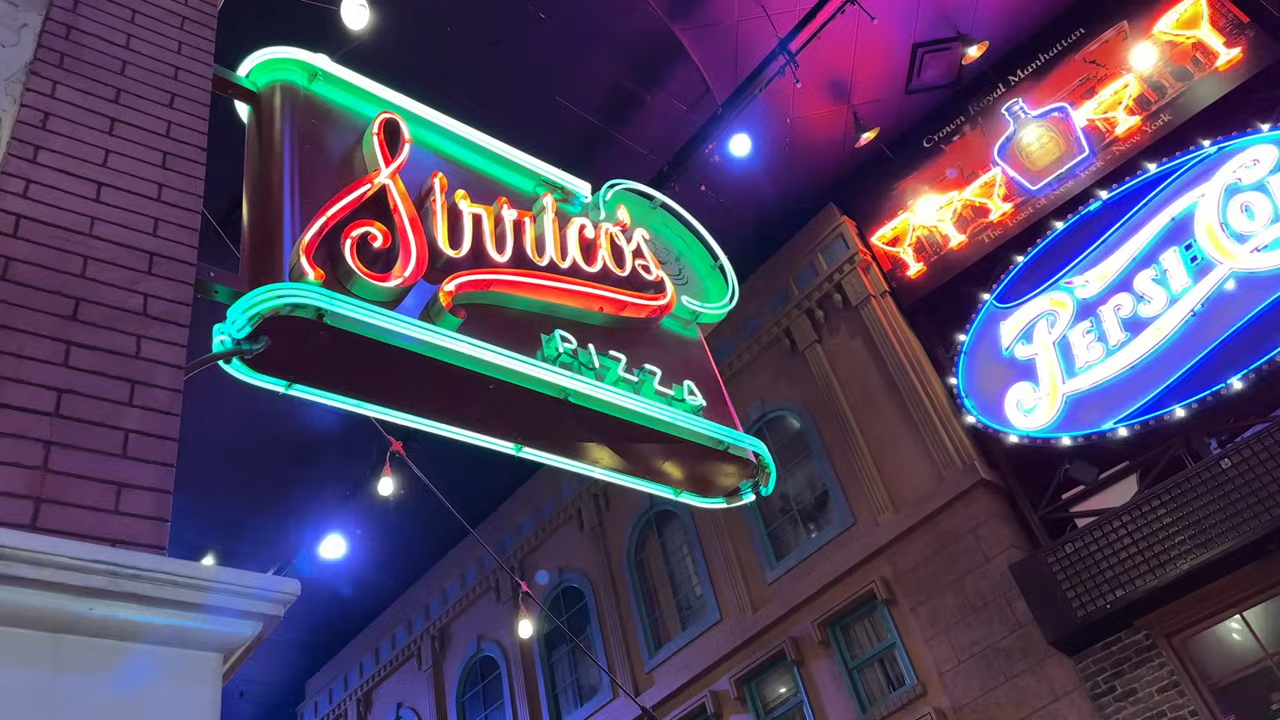 Sirrico's
PIZZA
Crown Royal Manhattan
The Toast of New York - New York
PEPSI:CO